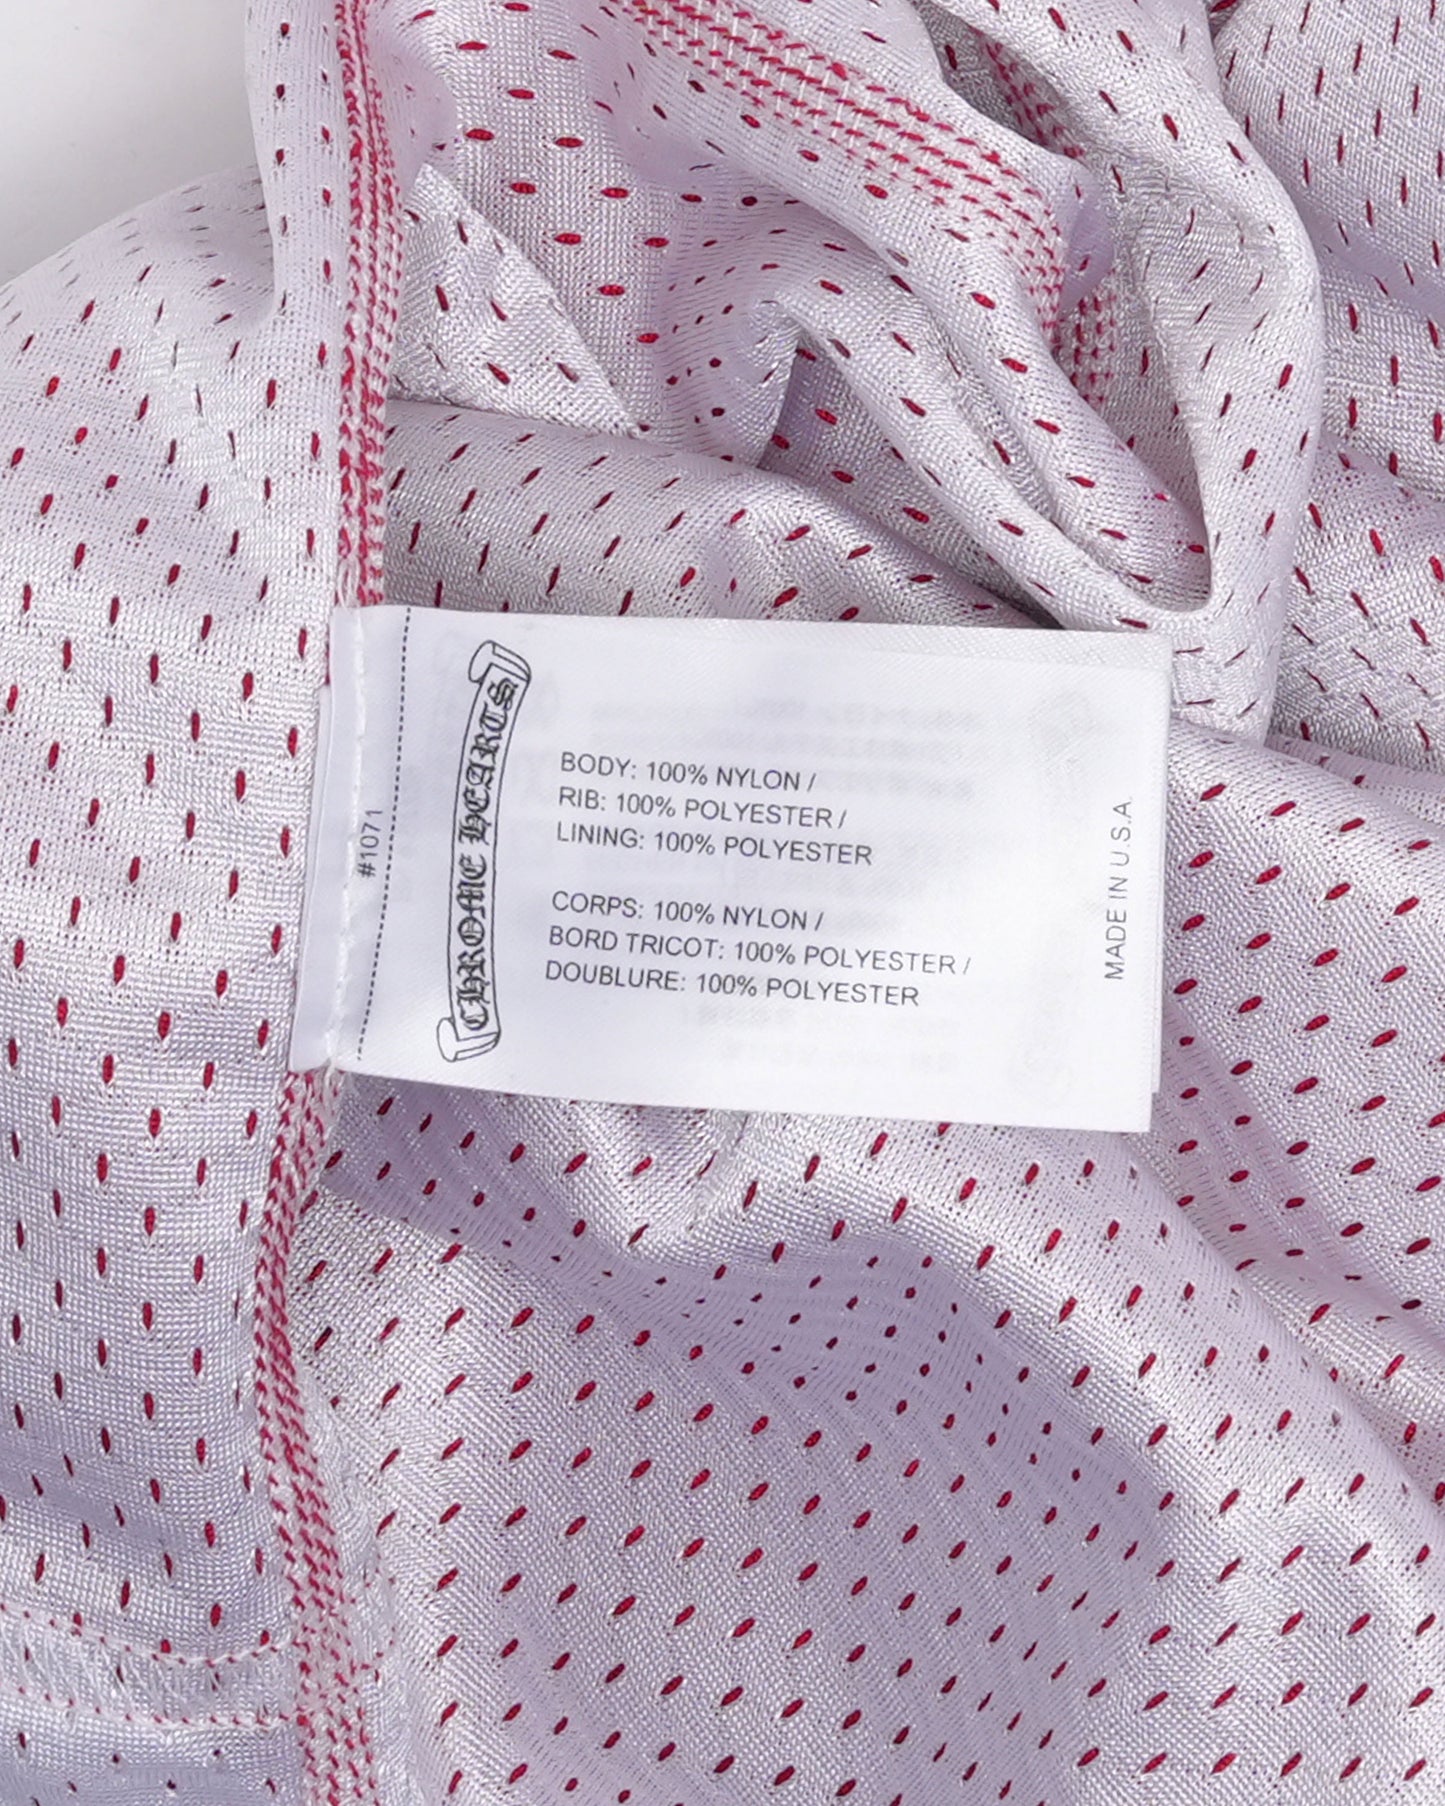 #1071
CHROME HEARTS
BODY: 100% NYLON /
RIB: 100% POLYESTER /
LINING: 100% POLYESTER
CORPS: 100% NYLON /
BORD TRICOT: 100% POLYESTER /
DOUBLURE: 100% POLYESTER
MADE IN U.S.A.